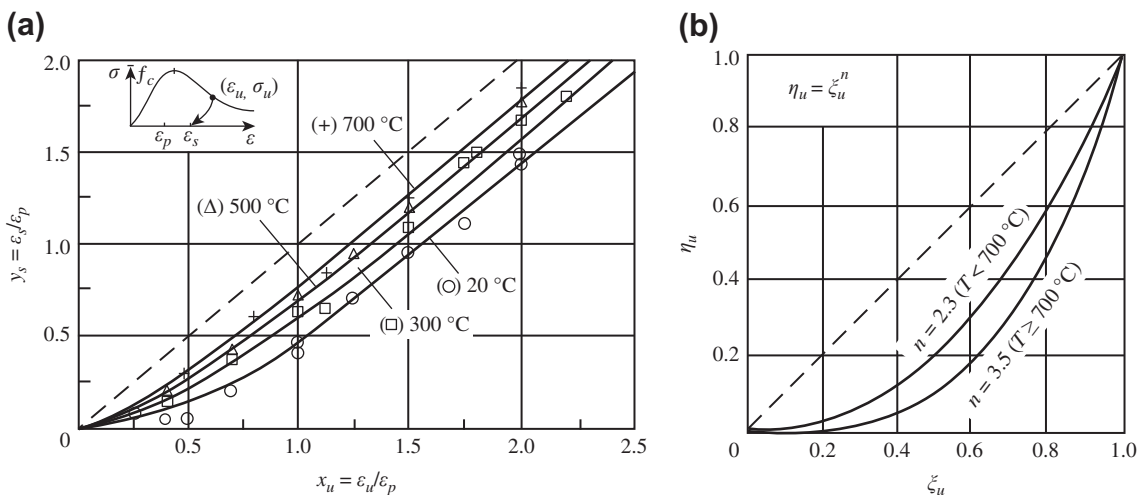 (a)
2.0
1.5
1.0
0.5
0
0.5
1.0
1.5
2.0
2.5
y_s = ε_s/ε_p
x_u = ε_u/ε_p
σ
f_c
(ε_u, σ_u)
ε_p
ε_s
ε
(+) 700 °C
(Δ) 500 °C
(○) 20 °C
(□) 300 °C
(b)
1.0
0.8
0.6
0.4
0.2
0
0.2
0.4
0.6
0.8
1.0
η_u
ξ_u
η_u = ξ_u^n
n = 2.3 (T < 700 °C)
n = 3.5 (T ≥ 700 °C)